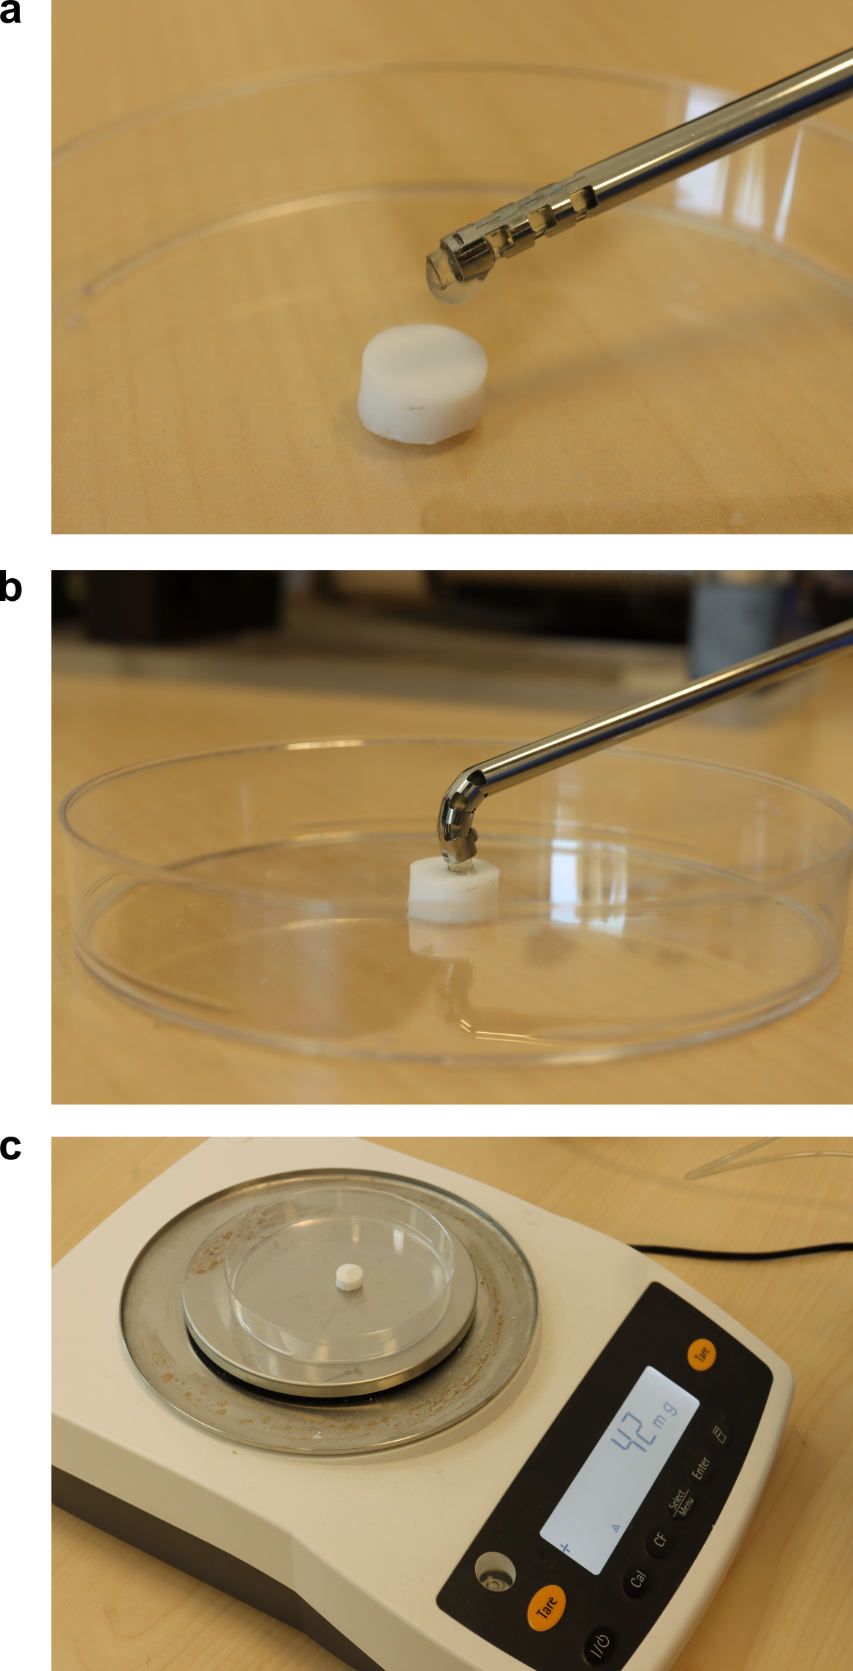 a
b
c
Tare
42 mg
Enter
Select
Menu
CF
Cal
Tare
I/